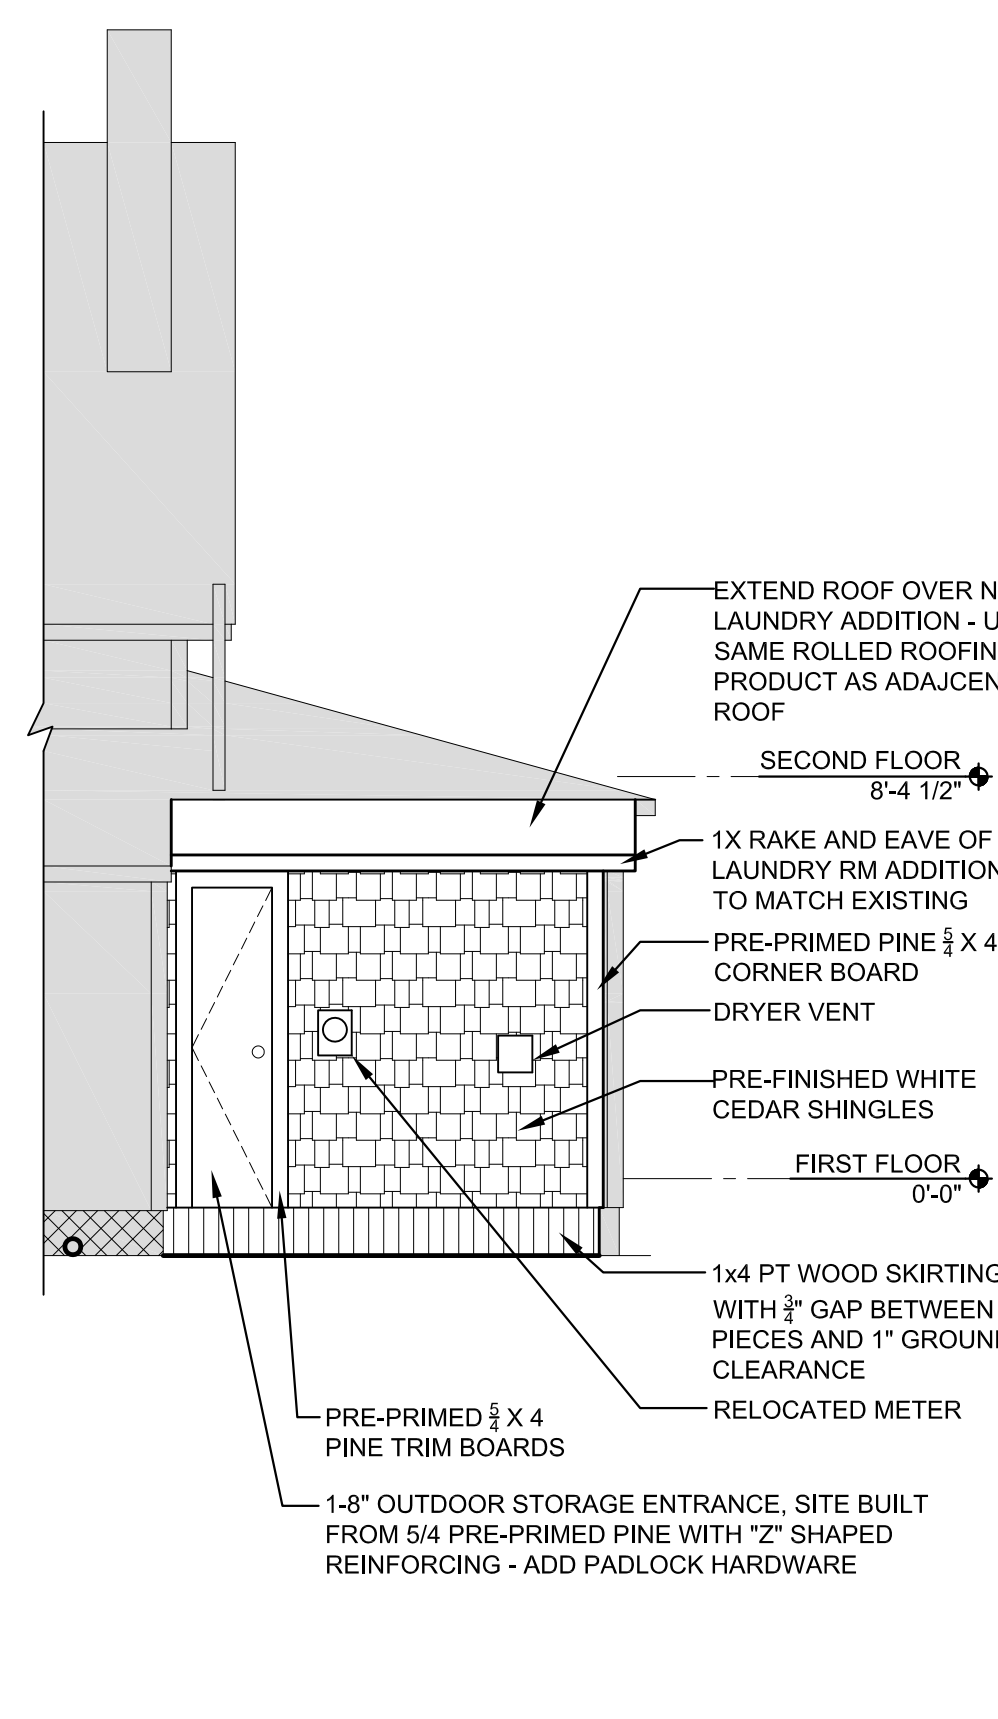 EXTEND ROOF OVER N
LAUNDRY ADDITION - U
SAME ROLLED ROOFIN
PRODUCT AS ADAJCEN
ROOF
SECOND FLOOR
8'-4 1/2"
1X RAKE AND EAVE OF
LAUNDRY RM ADDITION
TO MATCH EXISTING
PRE-PRIMED PINE 5/4 X 4
CORNER BOARD
DRYER VENT
PRE-FINISHED WHITE
CEDAR SHINGLES
FIRST FLOOR
0'-0"
1x4 PT WOOD SKIRTING
WITH 3/4" GAP BETWEEN
PIECES AND 1" GROUND
CLEARANCE
RELOCATED METER
PRE-PRIMED 5/4 X 4
PINE TRIM BOARDS
1-8" OUTDOOR STORAGE ENTRANCE, SITE BUILT
FROM 5/4 PRE-PRIMED PINE WITH "Z" SHAPED
REINFORCING - ADD PADLOCK HARDWARE